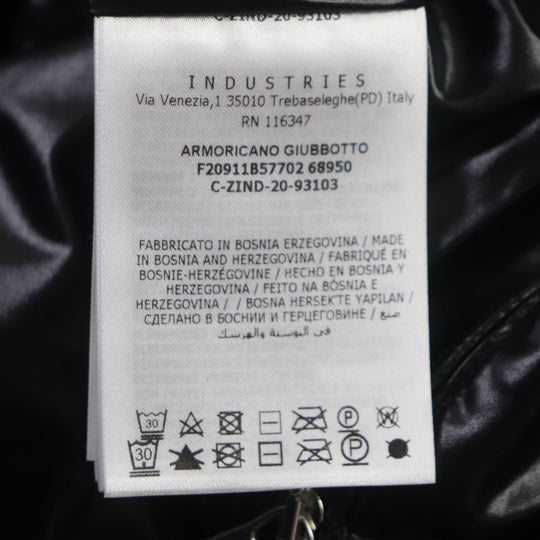 C-ZIND-20-93103
INDUSTRIES
Via Venezia,1 35010 Trebaseleghe(PD) Italy
RN 116347
ARMORICANO GIUBBOTTO
F20911B57702 68950
C-ZIND-20-93103
FABBRICATO IN BOSNIA ERZEGOVINA / MADE
IN BOSNIA AND HERZEGOVINA / FABRIQUÉ EN
BOSNIE-HERZÉGOVINE / HECHO EN BOSNIA Y
HERZEGOVINA / FEITO NA BÓSNIA E
HERZEGOVINA / / BOSNA HERSEK'TE YAPILAN /
СДЕЛАНО В БОСНИИ И ГЕРЦЕГОВИНЕ / صنع
في البوسنة والهرسك
30 P W
30 P